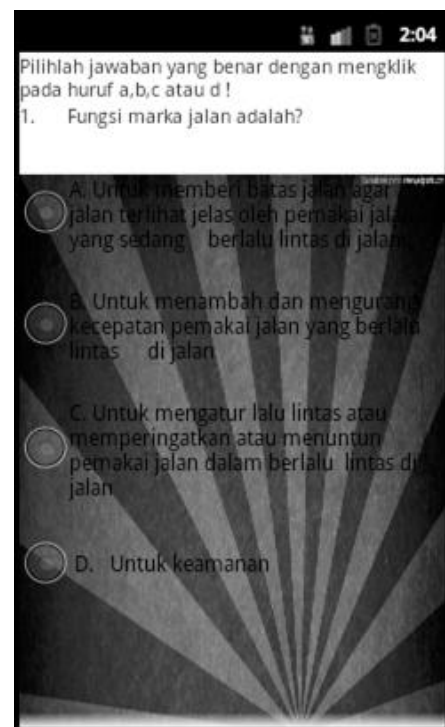 2:04
Pilihlah jawaban yang benar dengan mengklik
pada huruf a,b,c atau d !
1. Fungsi marka jalan adalah?
A. Untuk memberi batas jalan agar
jalan terlihat jelas oleh pemakai jalan
yang sedang berlalu lintas di jalan
B. Untuk menambah dan mengurangi
kecepatan pemakai jalan yang berlalu
lintas di jalan
C. Untuk mengatur lalu lintas atau
memperingatkan atau menuntun
pemakai jalan dalam berlalu lintas di
jalan
D. Untuk keamanan